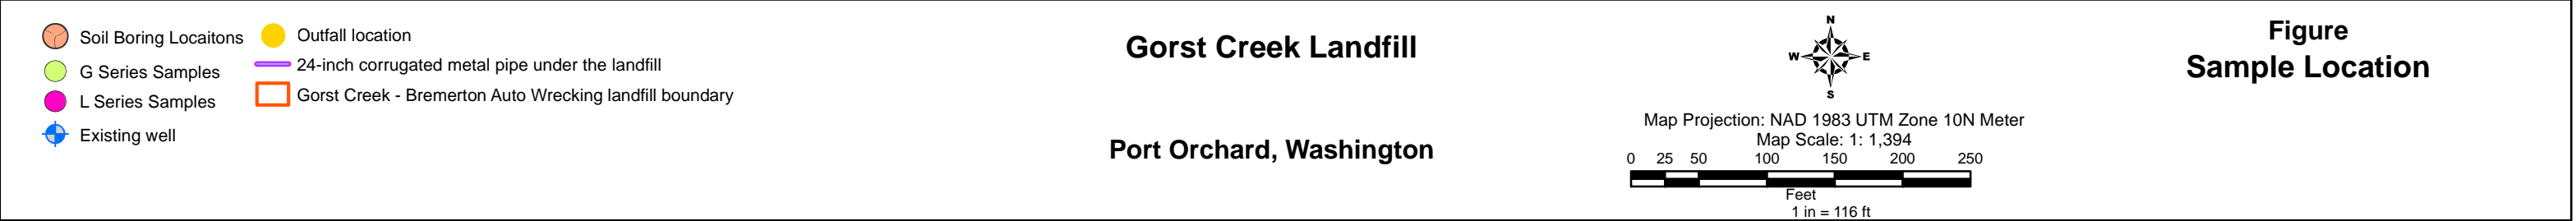 Soil Boring Locaitons
G Series Samples
L Series Samples
Existing well
Outfall location
24-inch corrugated metal pipe under the landfill
Gorst Creek - Bremerton Auto Wrecking landfill boundary
Gorst Creek Landfill
Port Orchard, Washington
N
W E
S
Map Projection: NAD 1983 UTM Zone 10N Meter
Map Scale: 1: 1,394
0 25 50 100 150 200 250
Feet
1 in = 116 ft
Figure
Sample Location